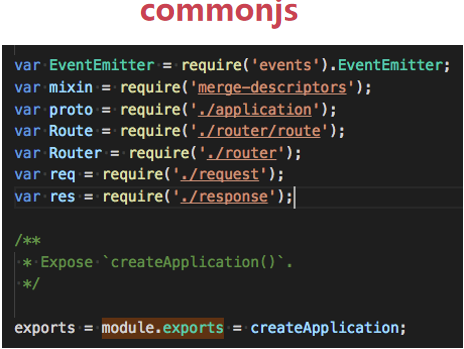 commonjs
var EventEmitter = require('events').EventEmitter;
var mixin = require('merge-descriptors');
var proto = require('./application');
var Route = require('./router/route');
var Router = require('./router');
var req = require('./request');
var res = require('./response');
/**
* Expose `createApplication()`.
*/
exports = module.exports = createApplication;